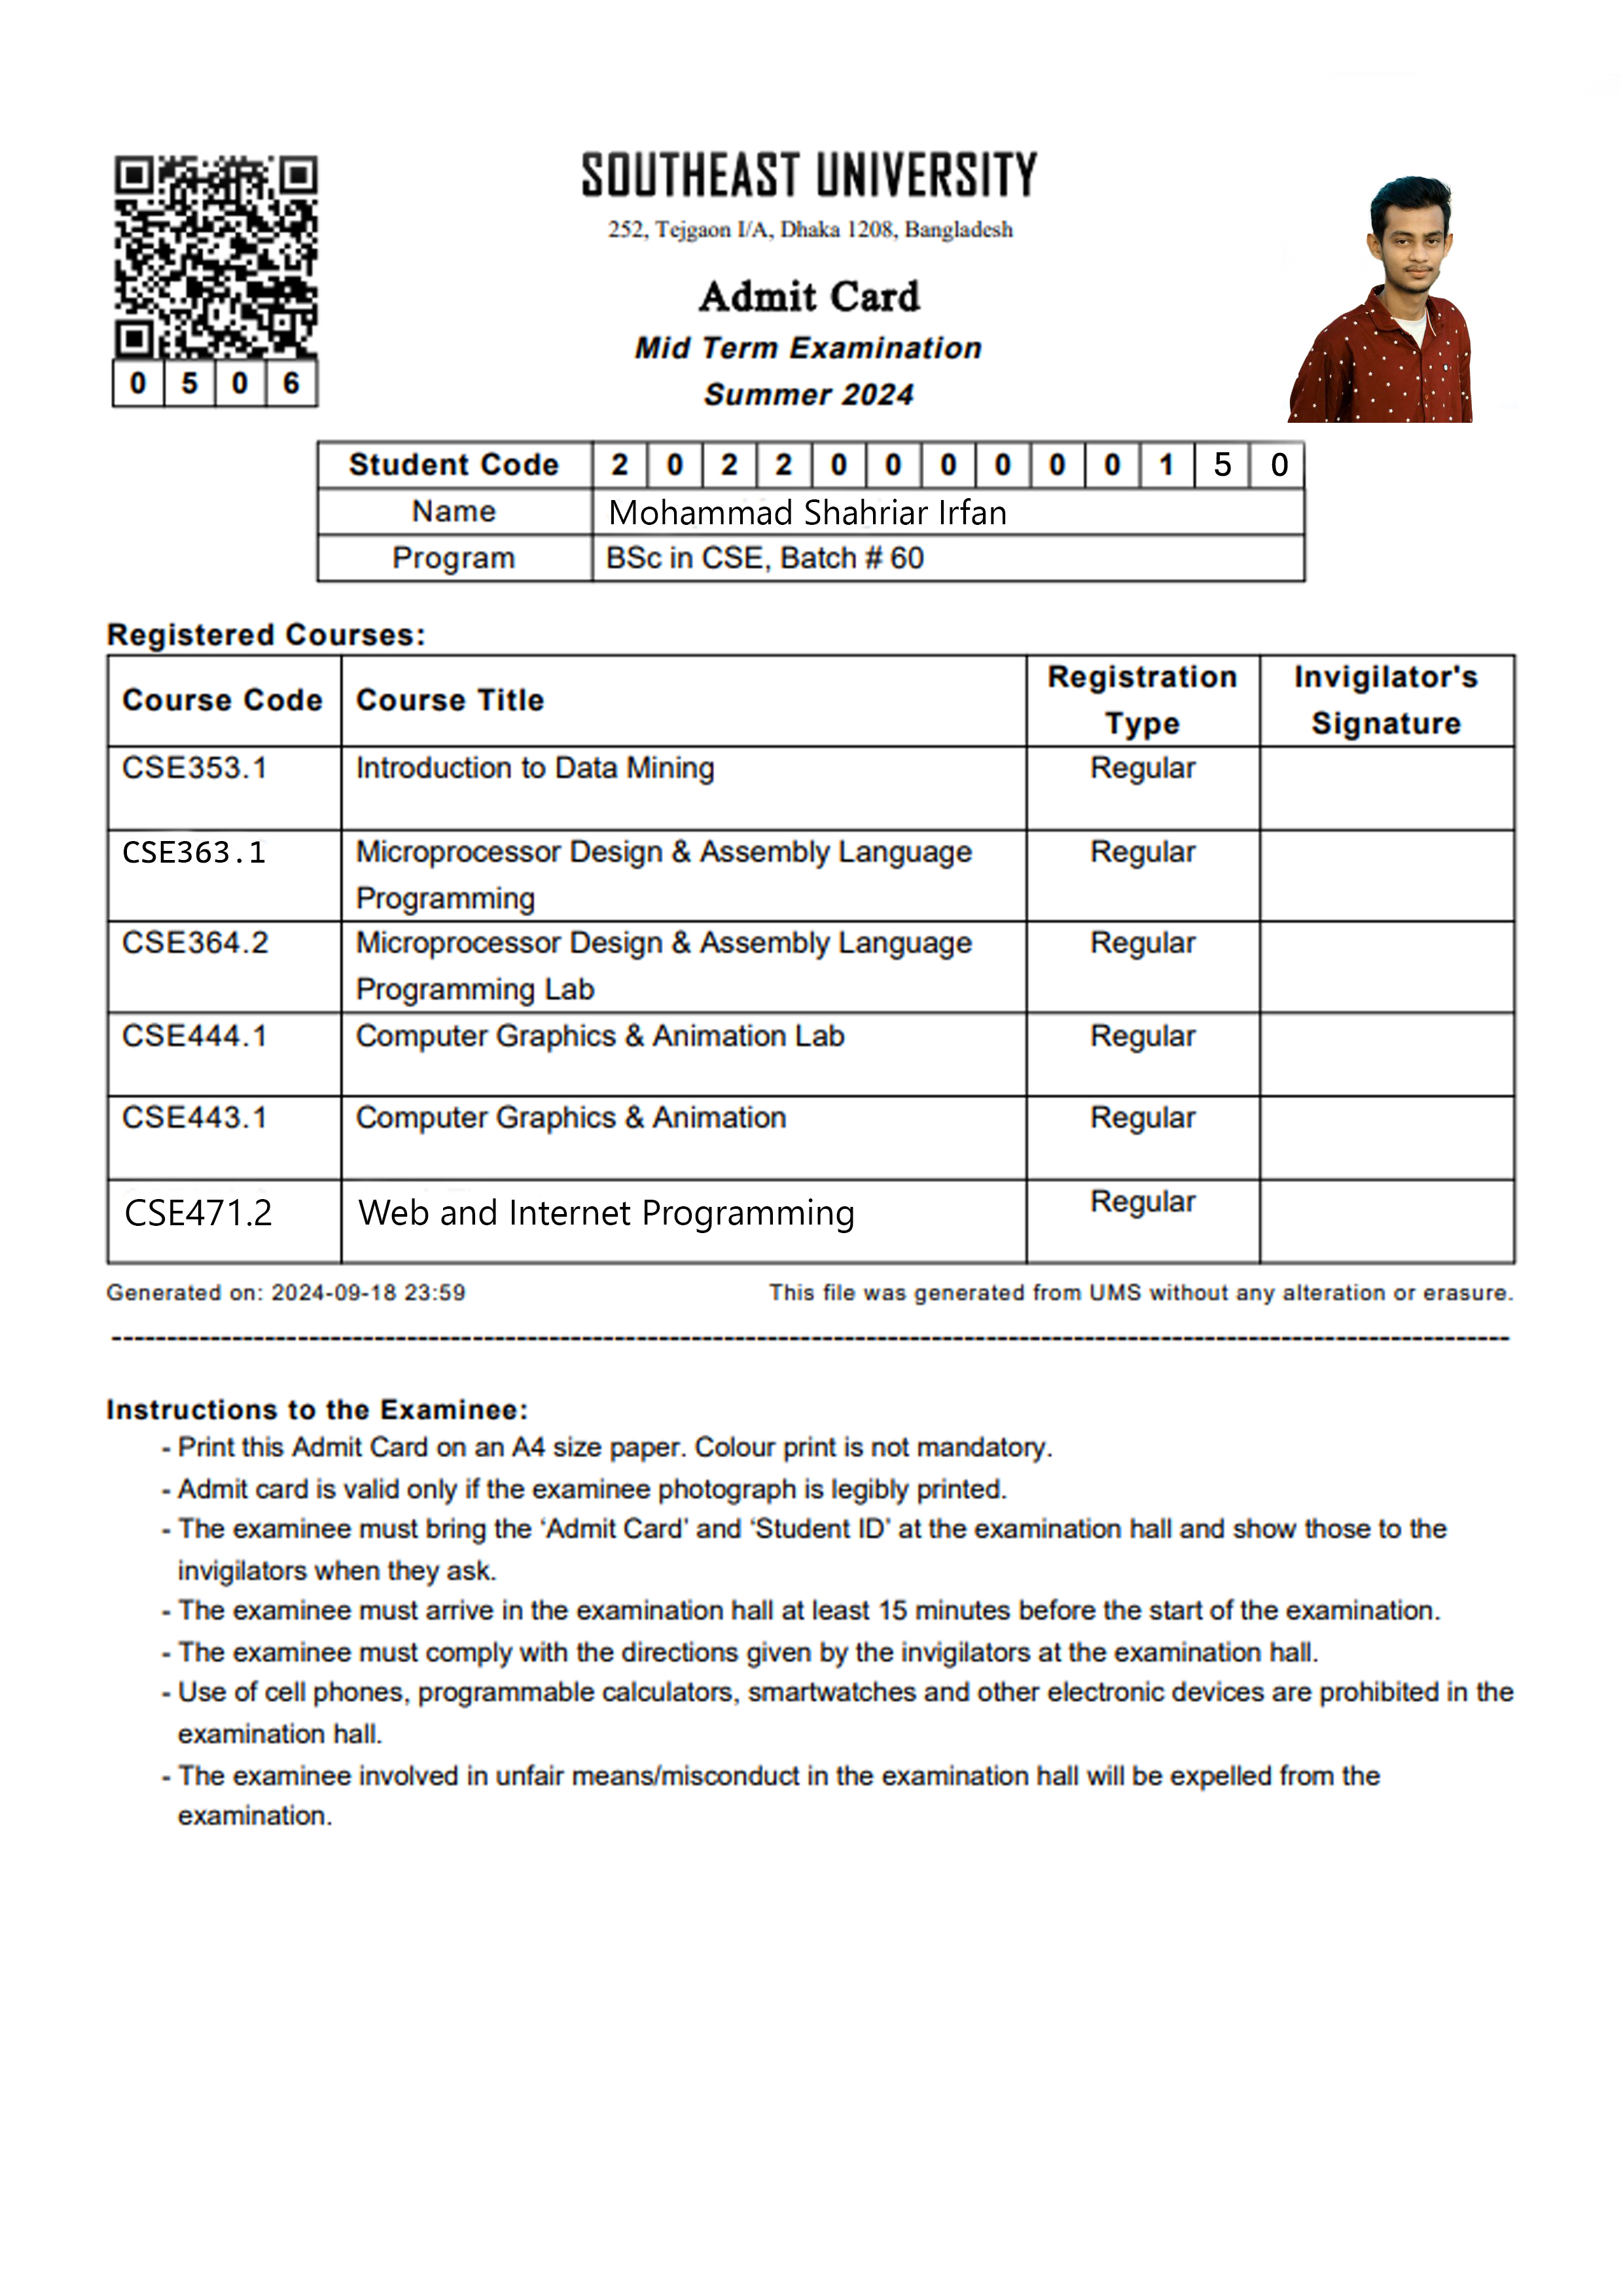 SOUTHEAST UNIVERSITY
252, Tejgaon I/A, Dhaka 1208, Bangladesh
Admit Card
Mid Term Examination
Summer 2024
0 5 0 6
Student Code 2 0 2 2 0 0 0 0 0 0 1 5 0
Name Mohammad Shahriar Irfan
Program BSc in CSE, Batch # 60
Registered Courses:
Course Code Course Title Registration Type Invigilator's Signature
CSE353.1 Introduction to Data Mining Regular
CSE363.1 Microprocessor Design & Assembly Language Regular
Programming
CSE364.2 Microprocessor Design & Assembly Language Regular
Programming Lab
CSE444.1 Computer Graphics & Animation Lab Regular
CSE443.1 Computer Graphics & Animation Regular
CSE471.2 Web and Internet Programming Regular
Generated on: 2024-09-18 23:59 This file was generated from UMS without any alteration or erasure.
Instructions to the Examinee:
- Print this Admit Card on an A4 size paper. Colour print is not mandatory.
- Admit card is valid only if the examinee photograph is legibly printed.
- The examinee must bring the ‘Admit Card’ and ‘Student ID’ at the examination hall and show those to the
invigilators when they ask.
- The examinee must arrive in the examination hall at least 15 minutes before the start of the examination.
- The examinee must comply with the directions given by the invigilators at the examination hall.
- Use of cell phones, programmable calculators, smartwatches and other electronic devices are prohibited in the
examination hall.
- The examinee involved in unfair means/misconduct in the examination hall will be expelled from the
examination.